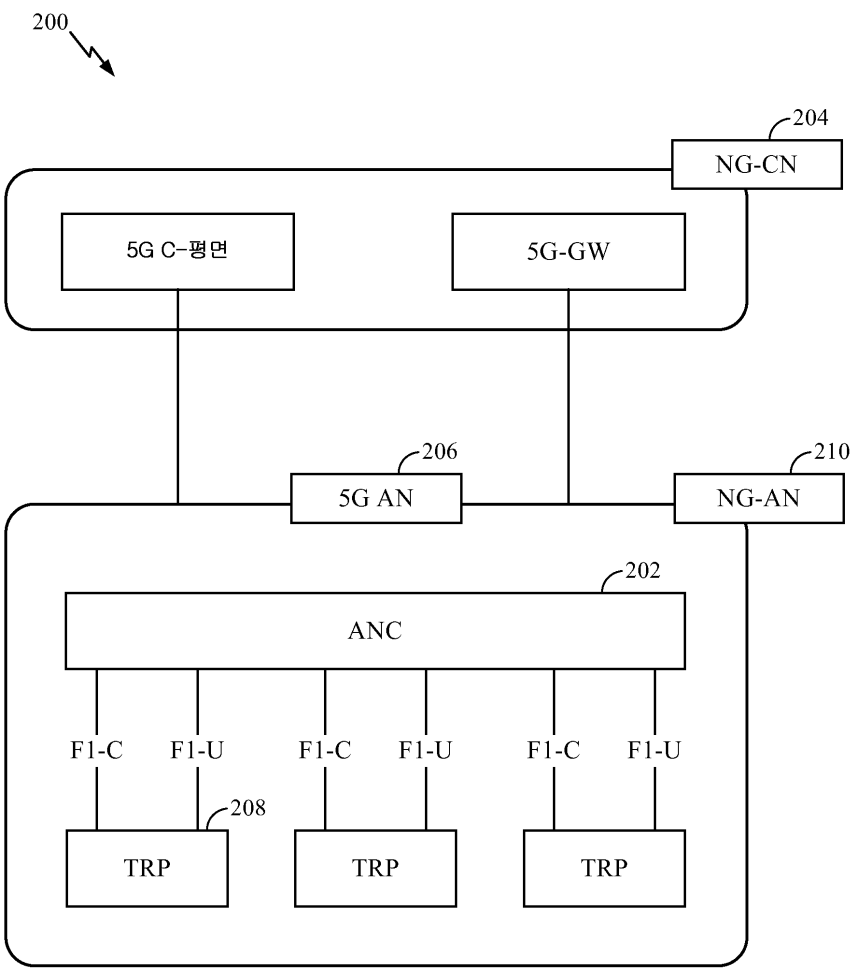 200
204
NG-CN
5G C-평면
5G-GW
206
210
5G AN
NG-AN
202
ANC
F1-C
F1-U
F1-C
F1-U
F1-C
F1-U
208
TRP
TRP
TRP